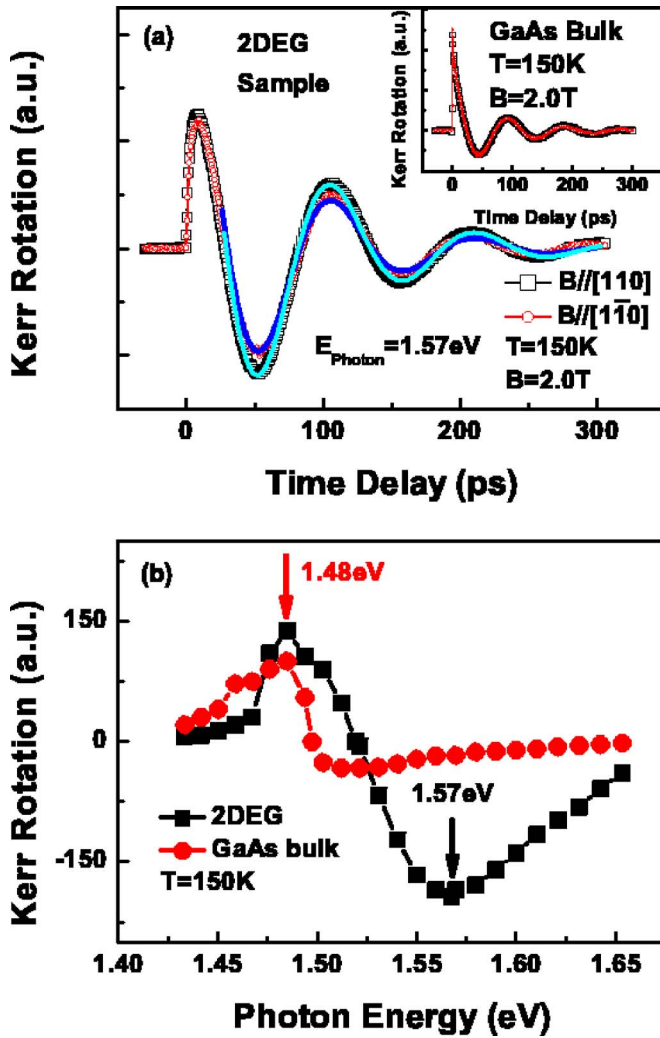 (a)
2DEG
Sample
GaAs Bulk
T=150K
B=2.0T
Kerr Rotation (a.u.)
0 100 200 300
Time Delay (ps)
B//[110]
B//[11̄0]
T=150K
B=2.0T
E_Photon=1.57eV
Kerr Rotation (a.u.)
0 100 200 300
Time Delay (ps)
(b)
1.48eV
1.57eV
2DEG
GaAs bulk
T=150K
Kerr Rotation (a.u.)
150
0
-150
1.40 1.45 1.50 1.55 1.60 1.65
Photon Energy (eV)